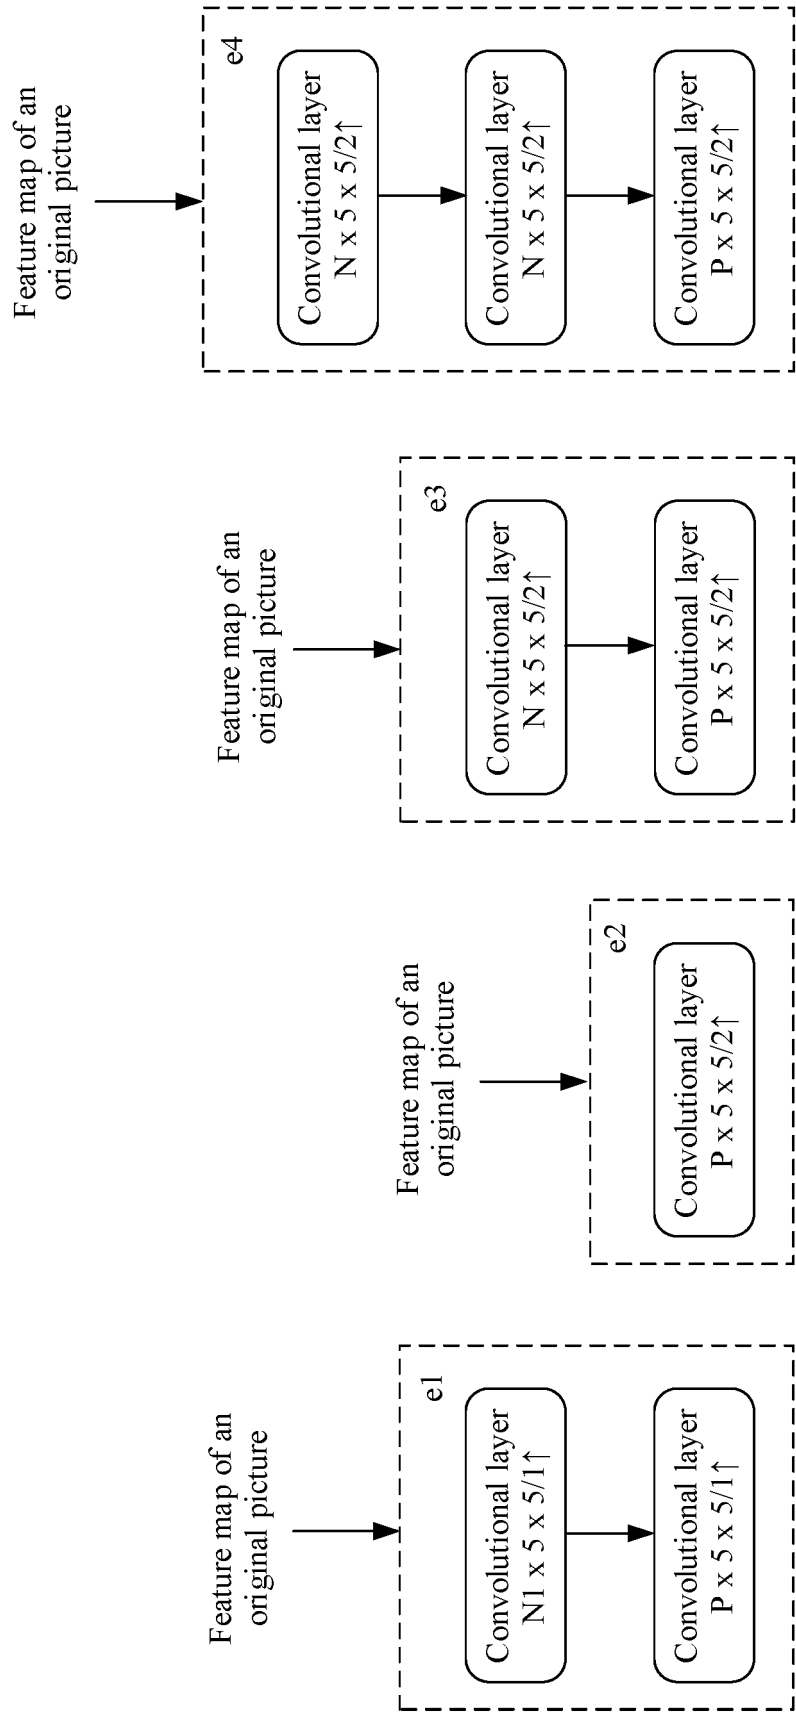 Feature map of an
original picture
e1
Convolutional layer
N1 x 5 x 5/1↑
Convolutional layer
P x 5 x 5/1↑
Feature map of an
original picture
e2
Convolutional layer
P x 5 x 5/2↑
Feature map of an
original picture
e3
Convolutional layer
N x 5 x 5/2↑
Convolutional layer
P x 5 x 5/2↑
Feature map of an
original picture
e4
Convolutional layer
N x 5 x 5/2↑
Convolutional layer
N x 5 x 5/2↑
Convolutional layer
P x 5 x 5/2↑